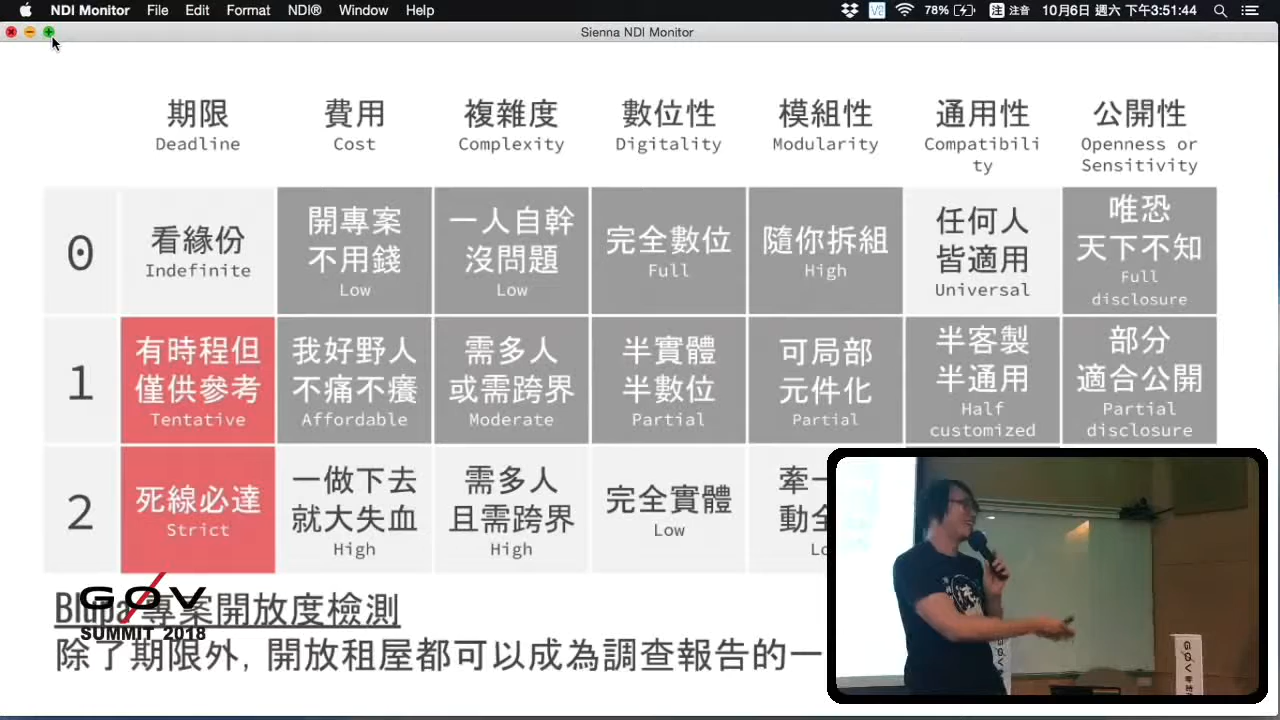 NDI Monitor File Edit Format NDI® Window Help 78% 注 注音 10月6日 週六 下午3:51:44
Sienna NDI Monitor
期限 費用 複雜度 數位性 模組性 通用性 公開性
Deadline Cost Complexity Digitality Modularity Compatibili
ty
Openness or
Sensitivity
0
看緣份
Indefinite
開專案
不用錢
Low
一人自幹
沒問題
Low
完全數位
Full
隨你拆組
High
任何人
皆適用
Universal
唯恐
天下不知
Full
disclosure
1
有時程但
僅供參考
Tentative
我好野人
不痛不癢
Affordable
需多人
或需跨界
Moderate
半實體
半數位
Partial
可局部
元件化
Partial
半客製
半通用
Half
customized
部分
適合公開
Partial
disclosure
2
死線必達
Strict
一做下去
就大失血
High
需多人
且需跨界
High
完全實體
Low
牽一
動全
專案開放度檢測
GOV
SUMMIT 2018
除了期限外, 開放租屋都可以成為調查報告的一